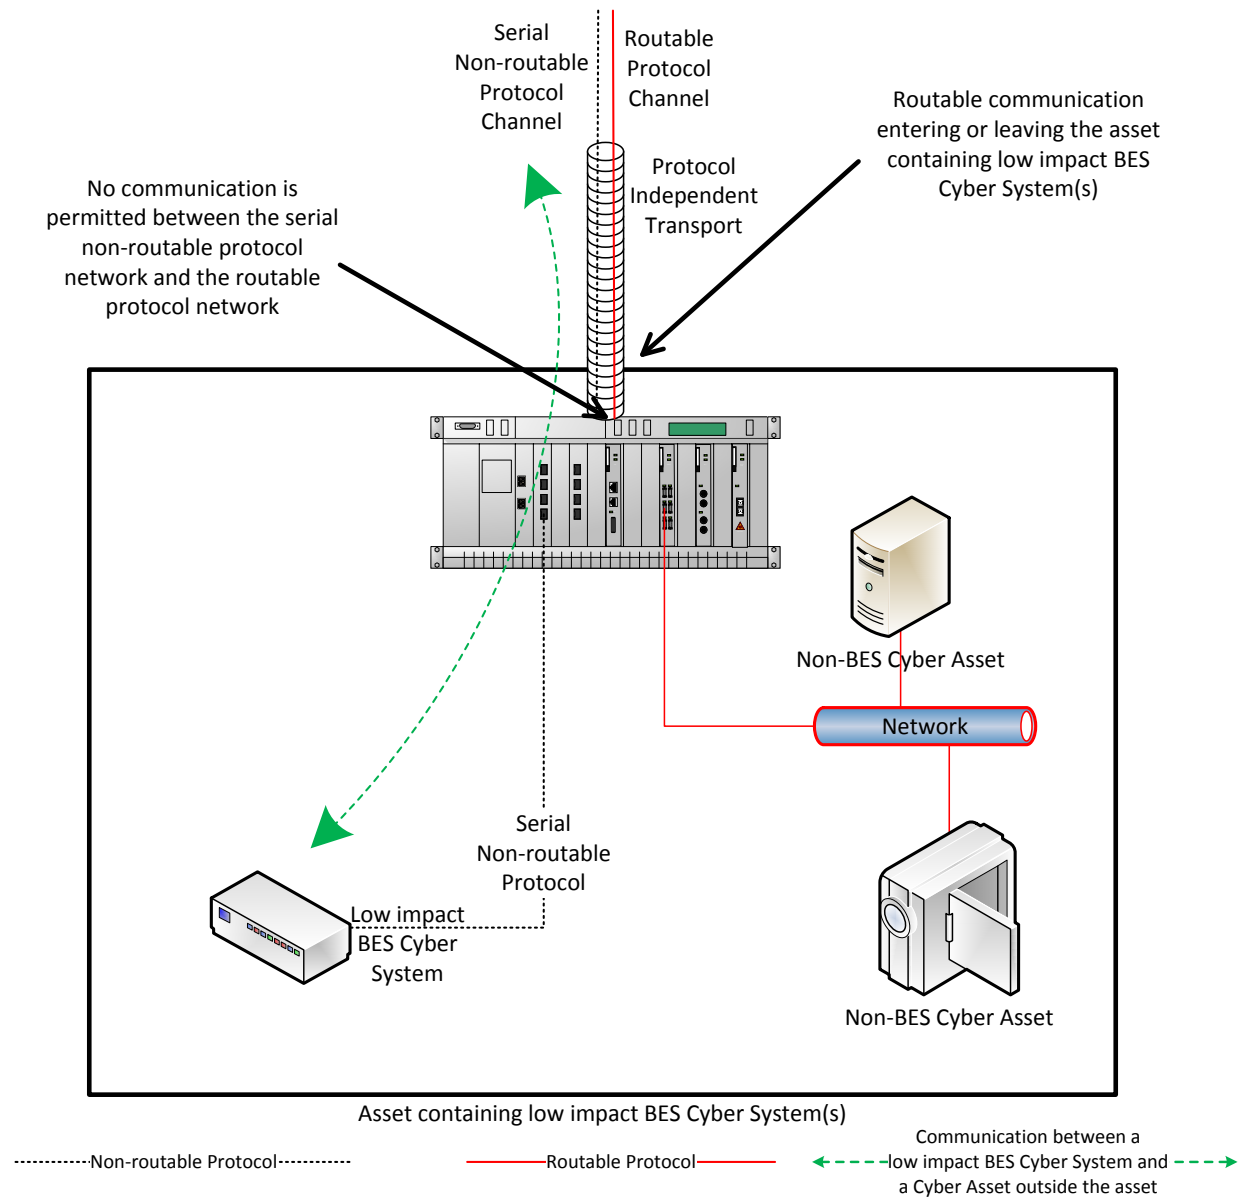 Serial
Non-routable
Protocol
Channel
Routable
Protocol
Channel
Routable communication
entering or leaving the asset
containing low impact BES
Cyber System(s)
Protocol
Independent
Transport
No communication is
permitted between the serial
non-routable protocol
network and the routable
protocol network
Non-BES Cyber Asset
Network
Serial
Non-routable
Protocol
Low impact
BES Cyber
System
Non-BES Cyber Asset
Asset containing low impact BES Cyber System(s)
Non-routable Protocol
Routable Protocol
Communication between a
low impact BES Cyber System and
a Cyber Asset outside the asset